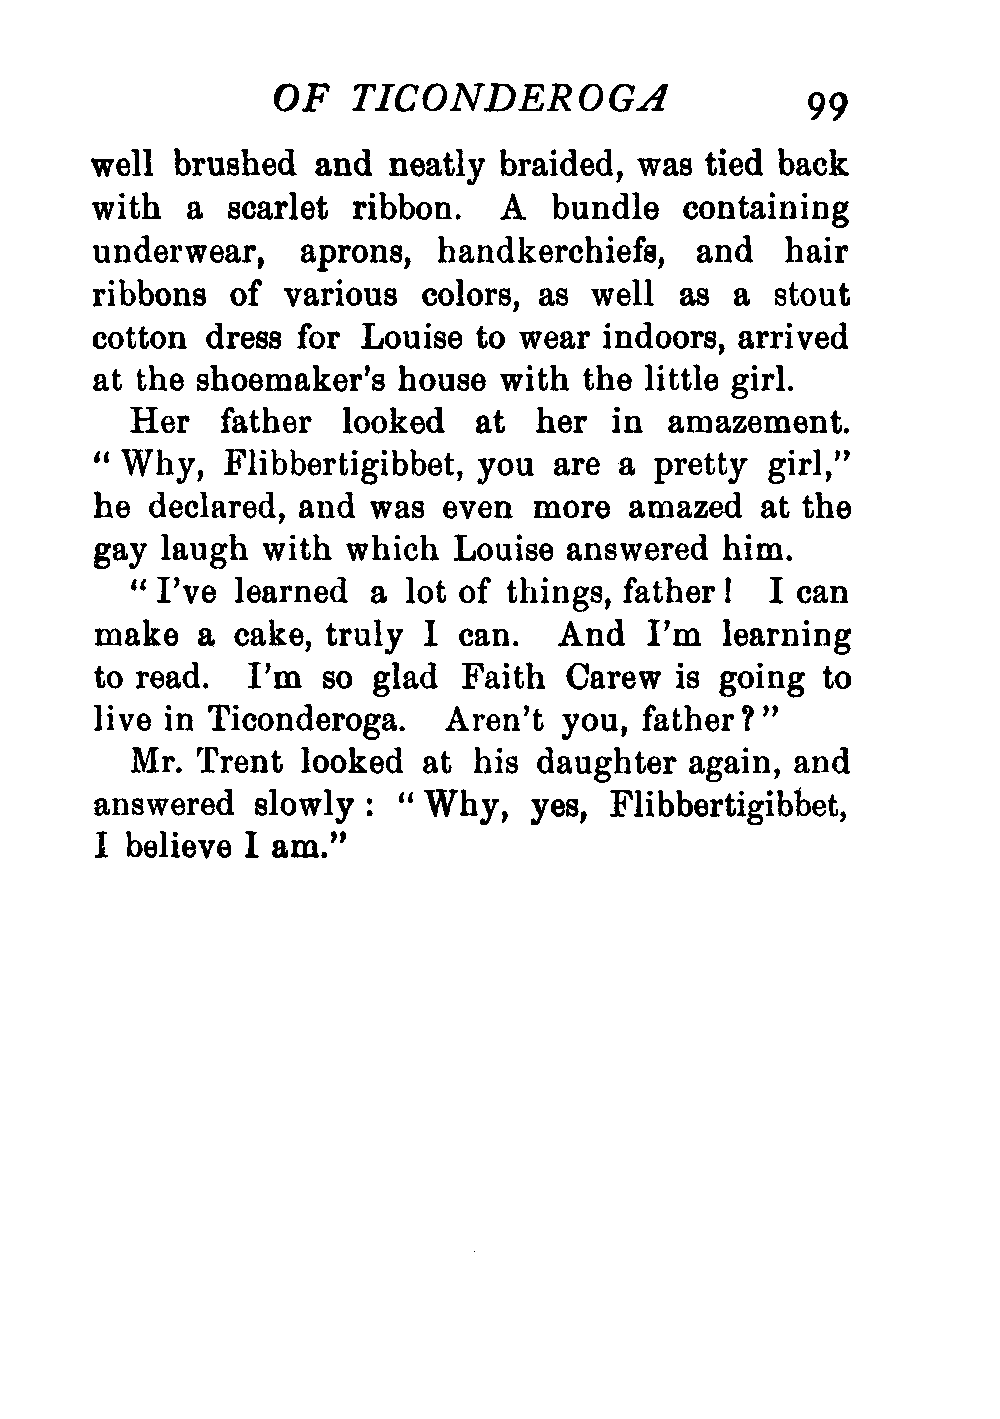 OF TICONDEROGA 99
well brushed and neatly braided, was tied back
with a scarlet ribbon. A bundle containing
underwear, aprons, handkerchiefs, and hair
ribbons of various colors, as well as a stout
cotton dress for Louise to wear indoors, arrived
at the shoemaker's house with the little girl.
Her father looked at her in amazement.
“ Why, Flibbertigibbet, you are a pretty girl,”
he declared, and was even more amazed at the
gay laugh with which Louise answered him.
“ I’ve learned a lot of things, father ! I can
make a cake, truly I can. And I’m learning
to read. I’m so glad Faith Carew is going to
live in Ticonderoga. Aren’t you, father ? ”
Mr. Trent looked at his daughter again, and
answered slowly : “ Why, yes, Flibbertigibbet,
I believe I am.”